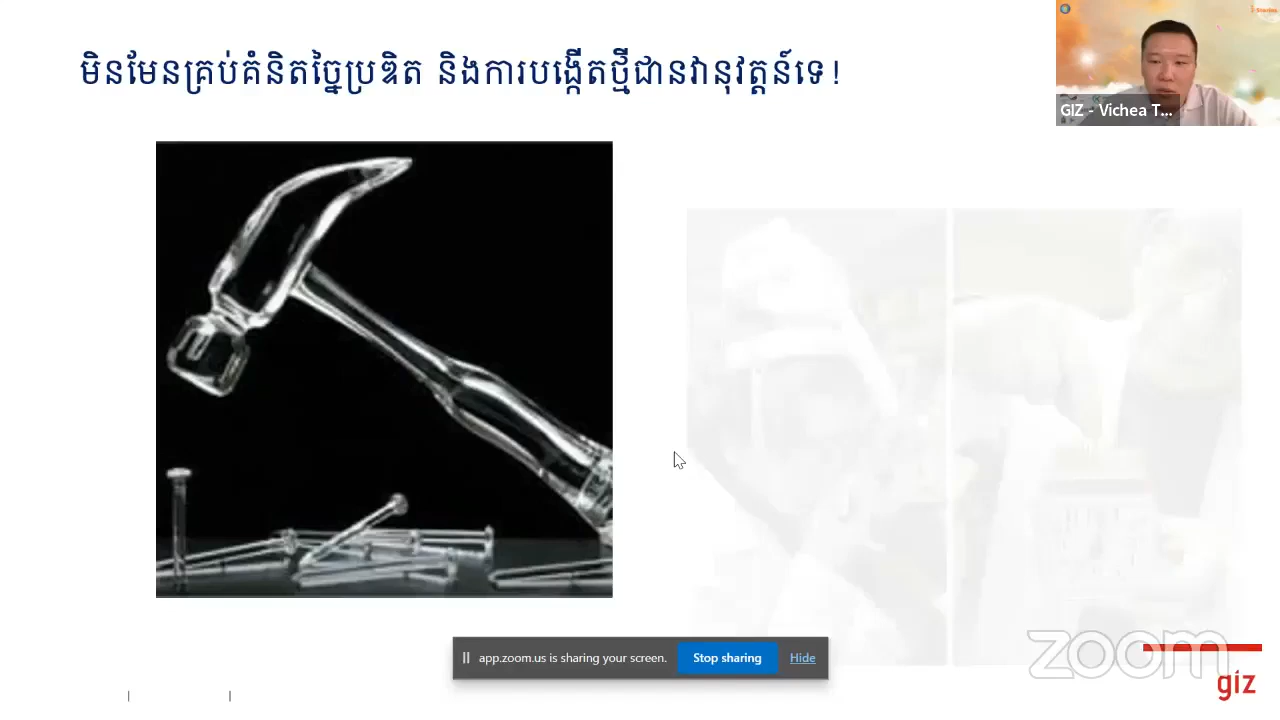 មិនមែនគ្រប់គំនិតច្នៃប្រឌិត និងការបង្កើតថ្មីជានវានុវត្តន៍ទេ!
GIZ - Vichea T...
app.zoom.us is sharing your screen.
Stop sharing
Hide
zoom
giz